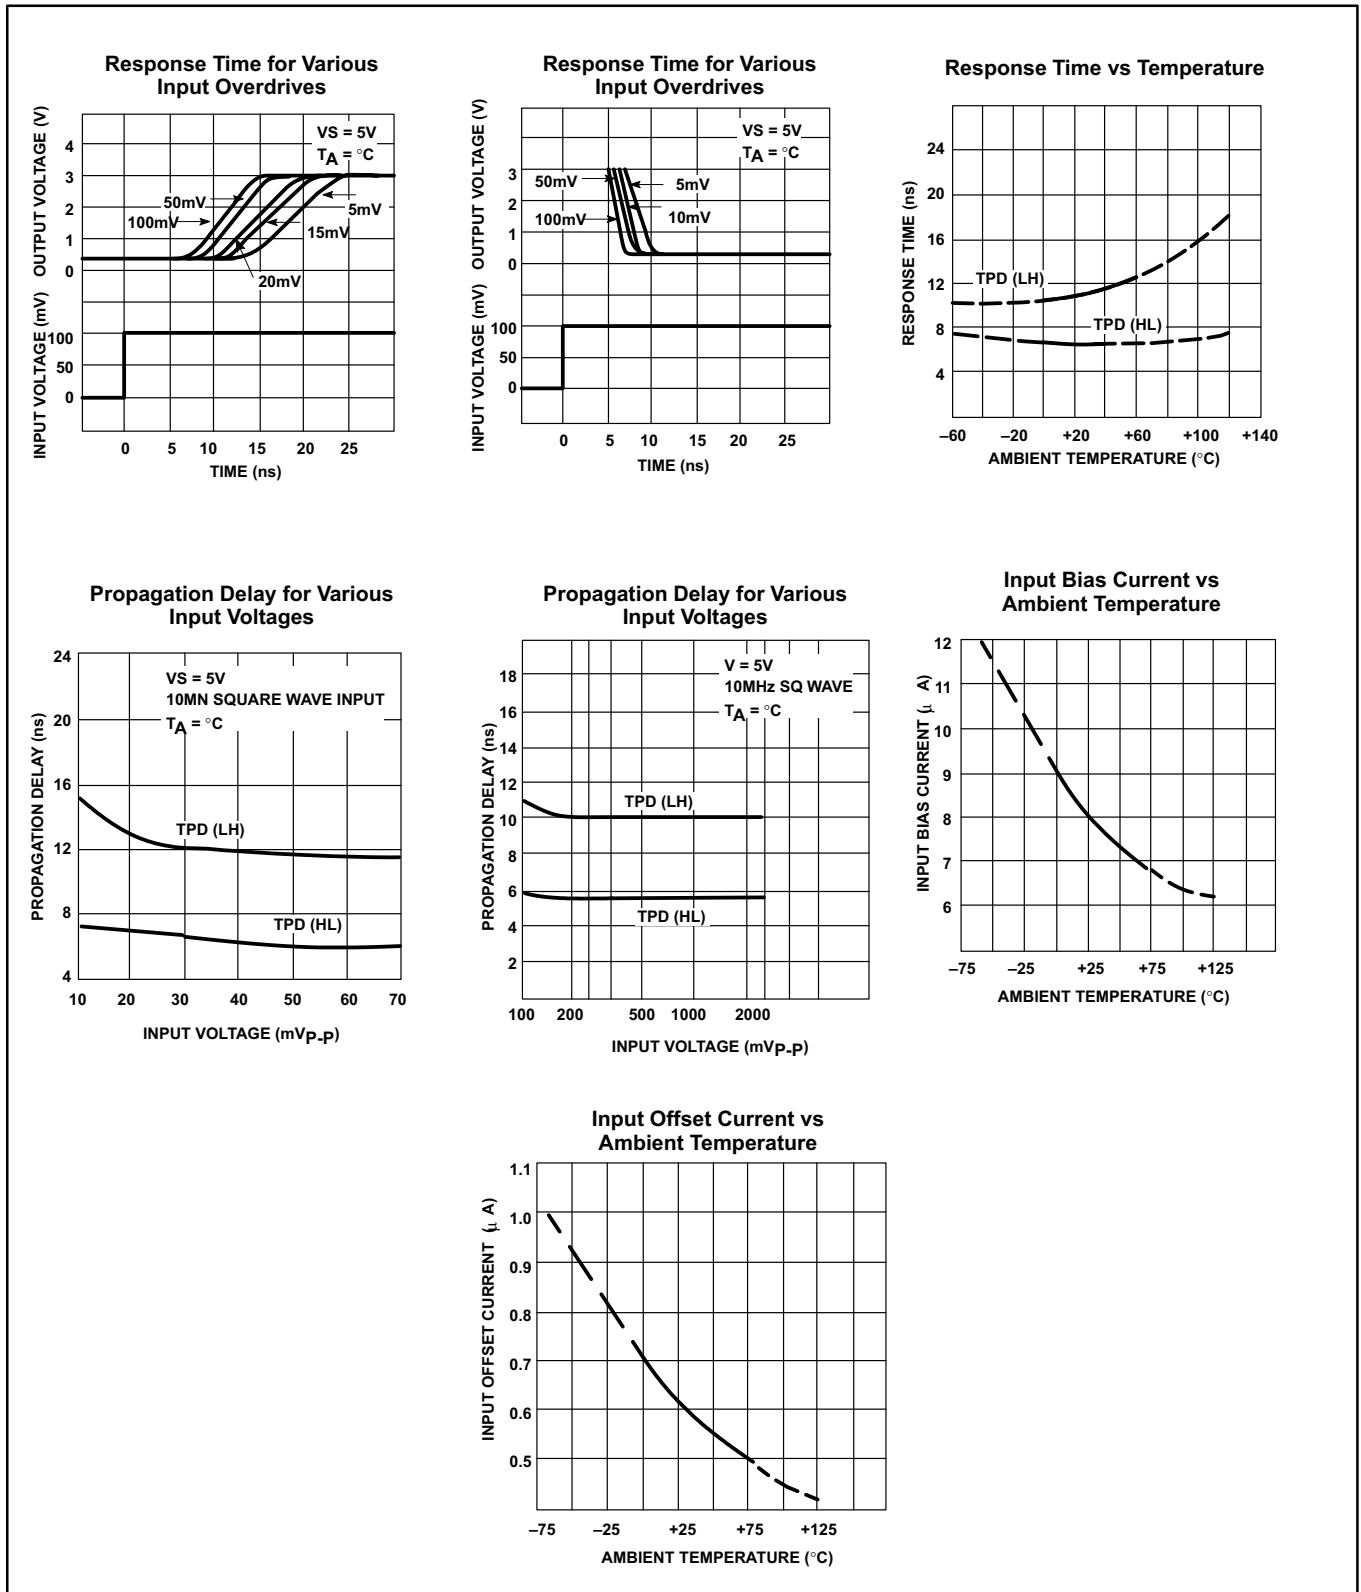 Response Time for Various
Input Overdrives
OUTPUT VOLTAGE (V)
4
3
2
1
0
VS = 5V
TA = °C
50mV
100mV
5mV
15mV
20mV
INPUT VOLTAGE (mV)
100
50
0
0 5 10 15 20 25
TIME (ns)
Response Time for Various
Input Overdrives
OUTPUT VOLTAGE (V)
3
2
1
0
VS = 5V
TA = °C
50mV
100mV
5mV
10mV
INPUT VOLTAGE (mV)
100
50
0
0 5 10 15 20 25
TIME (ns)
Response Time vs Temperature
RESPONSE TIME (ns)
24
20
16
12
8
4
TPD (LH)
TPD (HL)
–60 –20 +20 +60 +100 +140
AMBIENT TEMPERATURE (°C)
Propagation Delay for Various
Input Voltages
PROPAGATION DELAY (ns)
24
20
16
12
8
4
VS = 5V
10MN SQUARE WAVE INPUT
TA = °C
TPD (LH)
TPD (HL)
10 20 30 40 50 60 70
INPUT VOLTAGE (mVP-P)
Propagation Delay for Various
Input Voltages
PROPAGATION DELAY (ns)
18
16
14
12
10
8
6
4
2
V = 5V
10MHz SQ WAVE
TA = °C
TPD (LH)
TPD (HL)
100 200 500 1000 2000
INPUT VOLTAGE (mVP-P)
Input Bias Current vs
Ambient Temperature
INPUT BIAS CURRENT (μ A)
12
11
10
9
8
7
6
–75 –25 +25 +75 +125
AMBIENT TEMPERATURE (°C)
Input Offset Current vs
Ambient Temperature
INPUT OFFSET CURRENT (μ A)
1.1
1.0
0.9
0.8
0.7
0.6
0.5
–75 –25 +25 +75 +125
AMBIENT TEMPERATURE (°C)